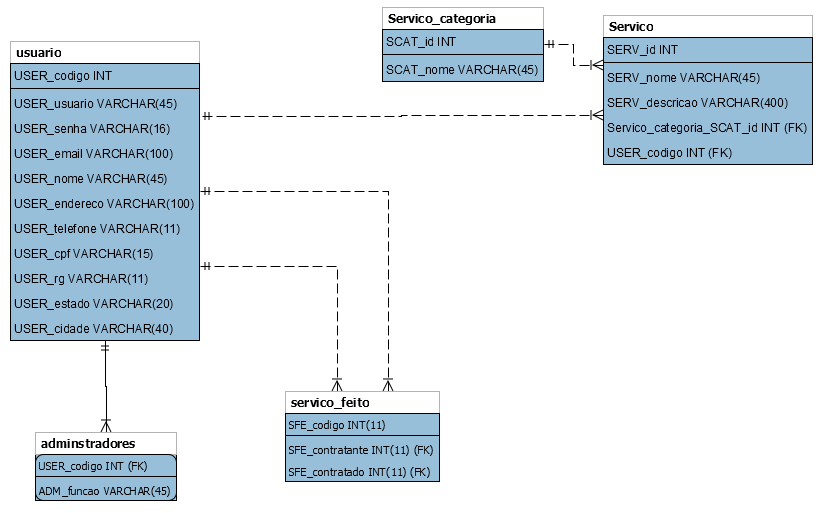 usuario
USER_codigo INT
USER_usuario VARCHAR(45)
USER_senha VARCHAR(16)
USER_email VARCHAR(100)
USER_nome VARCHAR(45)
USER_endereco VARCHAR(100)
USER_telefone VARCHAR(11)
USER_cpf VARCHAR(15)
USER_rg VARCHAR(11)
USER_estado VARCHAR(20)
USER_cidade VARCHAR(40)
Servico_categoria
SCAT_id INT
SCAT_nome VARCHAR(45)
Servico
SERV_id INT
SERV_nome VARCHAR(45)
SERV_descricao VARCHAR(400)
Servico_categoria_SCAT_id INT (FK)
USER_codigo INT (FK)
adminstradores
USER_codigo INT (FK)
ADM_funcao VARCHAR(45)
servico_feito
SFE_codigo INT(11)
SFE_contratante INT(11) (FK)
SFE_contratado INT(11) (FK)